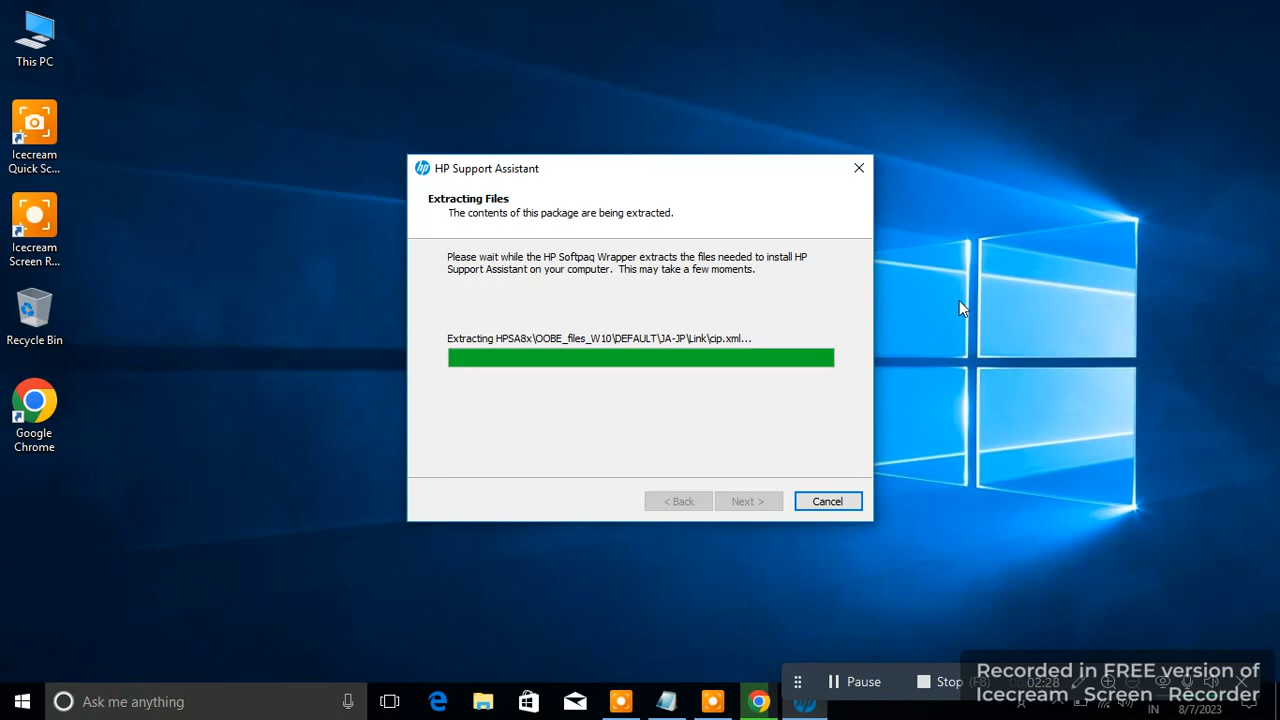 This PC
Icecream
Quick Sc...
Icecream
Screen R...
Recycle Bin
Google
Chrome
hp
HP Support Assistant
Extracting Files
The contents of this package are being extracted.
Please wait while the HP Softpaq Wrapper extracts the files needed to install HP
Support Assistant on your computer. This may take a few moments.
Extracting HPSA8x\OOBE_files_W10\DEFAULT\JA-JP\Link\cip.xml...
< Back
Next >
Cancel
Pause
Stop (F8)
00:02:28
Recorded in FREE version of
Icecream Screen Recorder
Ask me anything
IN
8/7/2023